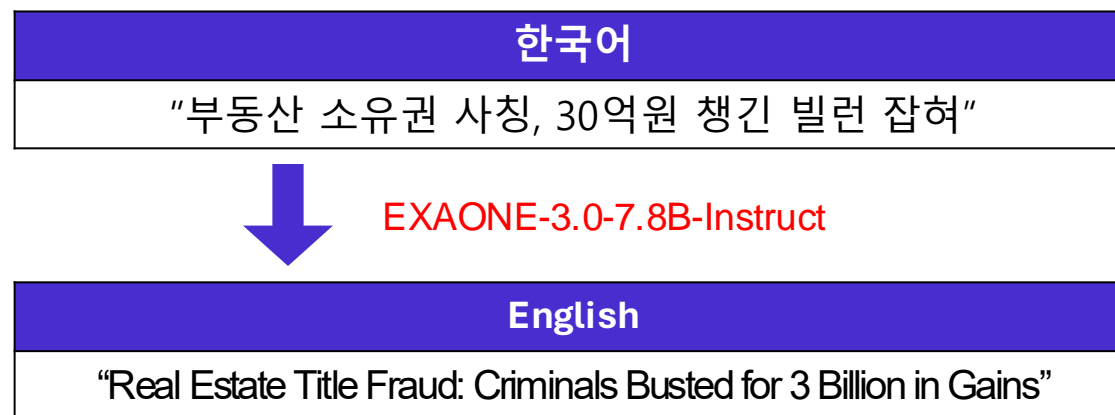 한국어
"부동산 소유권 사칭, 30억원 챙긴 빌런 잡혀"
EXAONE-3.0-7.8B-Instruct
English
“Real Estate Title Fraud: Criminals Busted for 3 Billion in Gains”